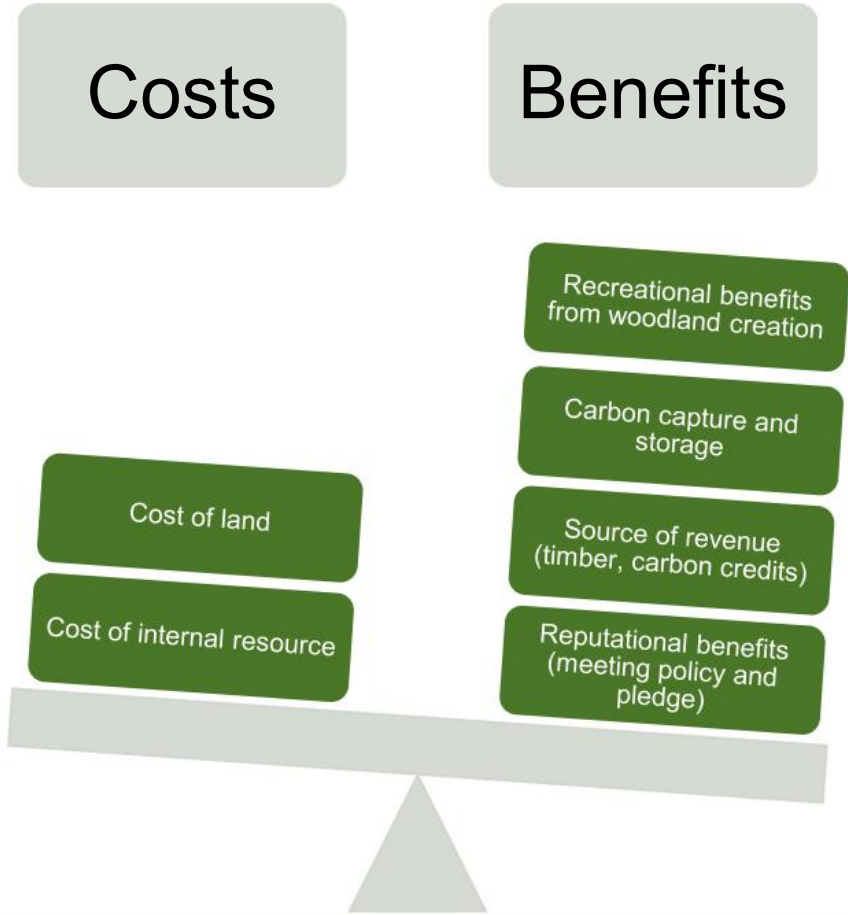 Costs
Benefits
Recreational benefits
from woodland creation
Carbon capture and
storage
Source of revenue
(timber, carbon credits)
Reputational benefits
(meeting policy and
pledge)
Cost of land
Cost of internal resource